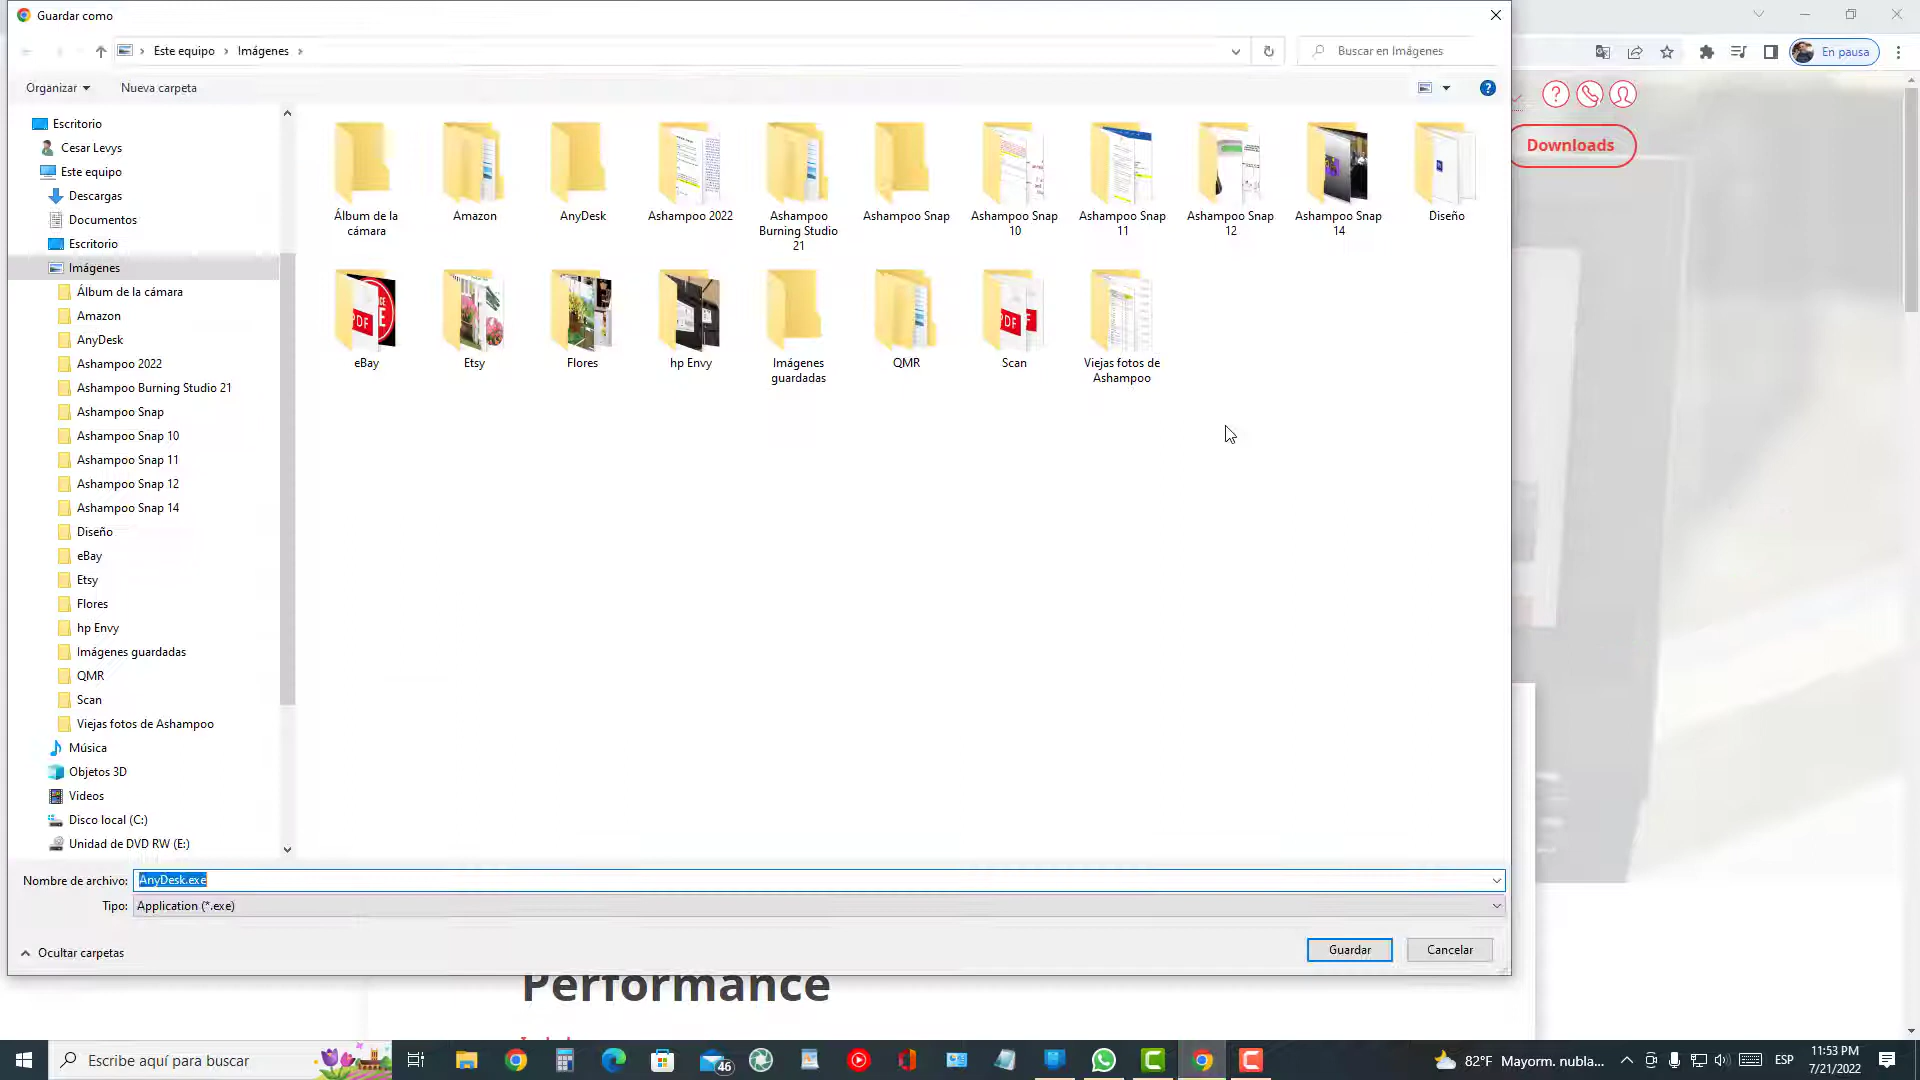 Guardar como
Este equipo
Imágenes
Buscar en Imágenes
En pausa
Organizar
Nueva carpeta
Downloads
Escritorio
Cesar Levys
Este equipo
Descargas
Documentos
Escritorio
Imágenes
Álbum de la cámara
Amazon
AnyDesk
Ashampoo 2022
Ashampoo Burning Studio 21
Ashampoo Snap
Ashampoo Snap 10
Ashampoo Snap 11
Ashampoo Snap 12
Ashampoo Snap 14
Diseño
eBay
Etsy
Flores
hp Envy
Imágenes guardadas
QMR
Scan
Viejas fotos de Ashampoo
Música
Objetos 3D
Videos
Disco local (C:)
Unidad de DVD RW (E:)
Álbum de la
cámara
Amazon
AnyDesk
Ashampoo 2022
Ashampoo
Burning Studio
21
Ashampoo Snap
Ashampoo Snap
10
Ashampoo Snap
11
Ashampoo Snap
12
Ashampoo Snap
14
Diseño
eBay
Etsy
Flores
hp Envy
Imágenes
guardadas
QMR
Scan
Viejas fotos de
Ashampoo
Nombre de archivo:
AnyDesk.exe
Tipo:
Application (*.exe)
Ocultar carpetas
Guardar
Cancelar
Performance
Escribe aquí para buscar
46
82°F Mayorm. nubla...
ESP
11:53 PM
7/21/2022